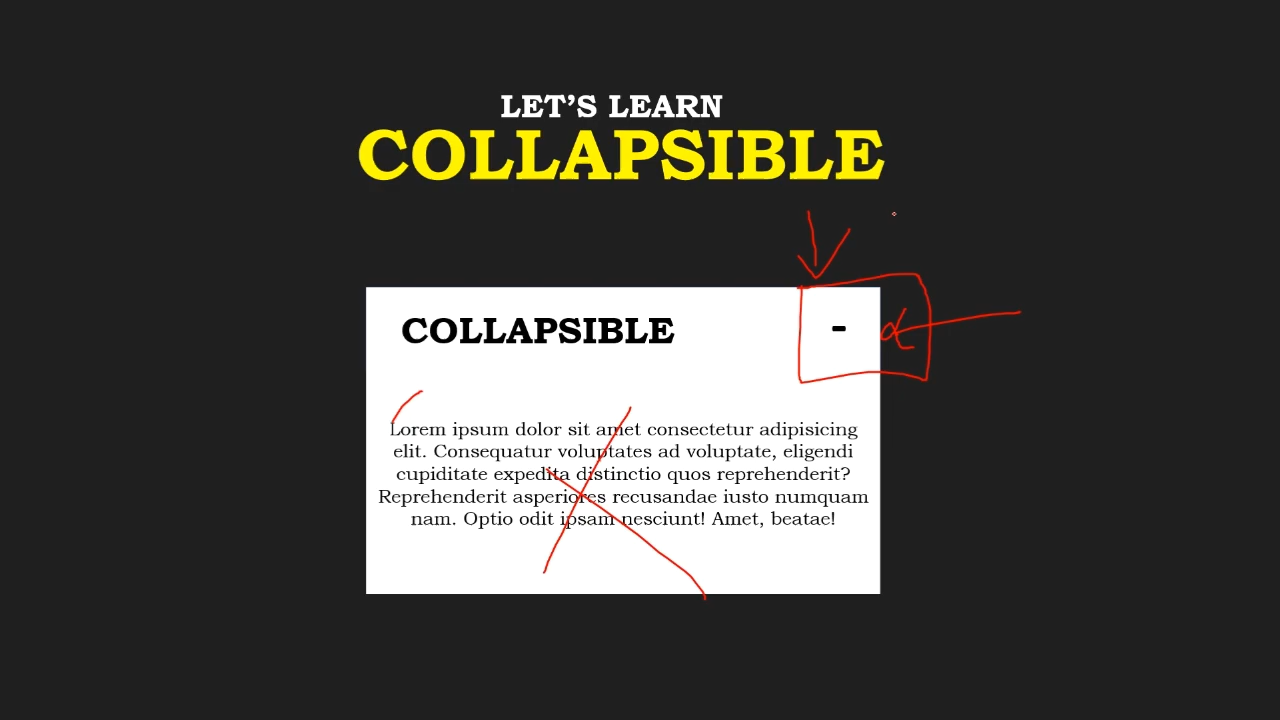 LET'S LEARN
COLLAPSIBLE
COLLAPSIBLE -
Lorem ipsum dolor sit amet consectetur adipisicing
elit. Consequatur voluptates ad voluptate, eligendi
cupiditate expedita distinctio quos reprehenderit?
Reprehenderit asperiores recusandae iusto numquam
nam. Optio odit ipsam nesciunt! Amet, beatae!